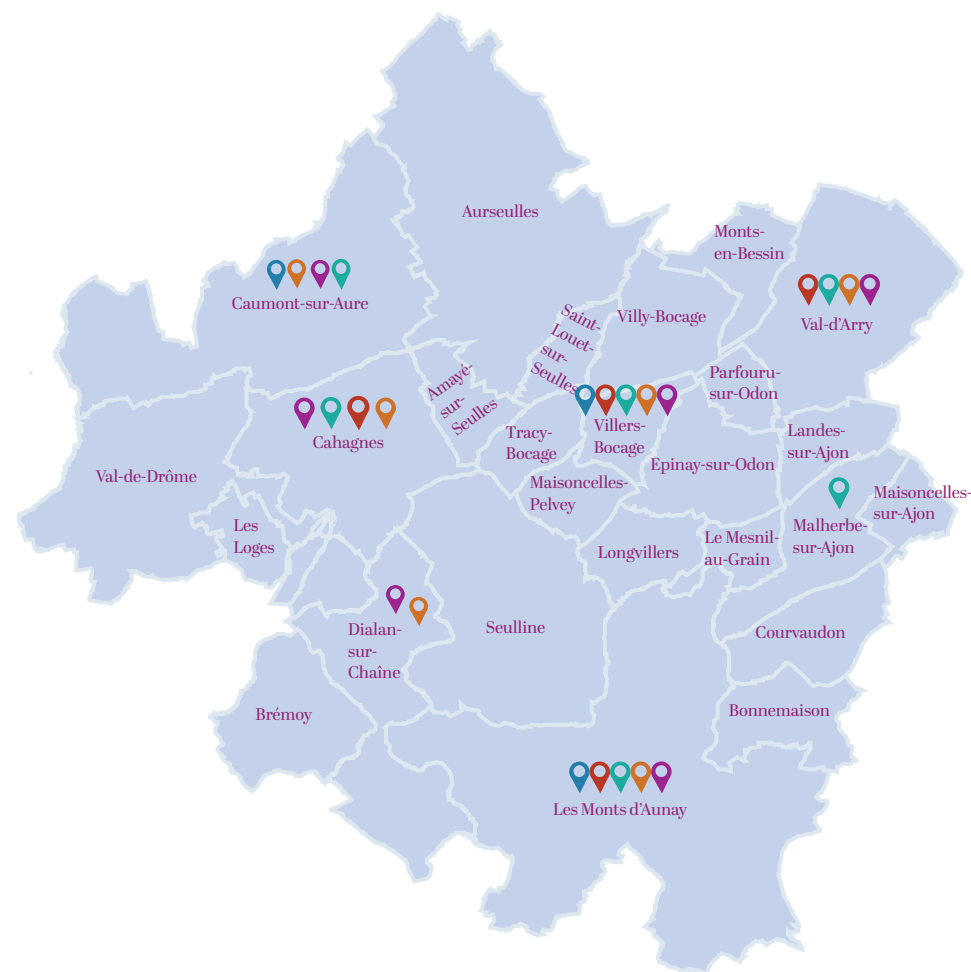 Aurseulles
Monts-
en-Bessin
Caumont-sur-Aure
Villy-Bocage
Val-d’Arry
Saint-
Louet-
sur-
Seulles
Amayé-
sur-
Seulles
Parfouru-
sur-Odon
Cahagnes
Tracy-
Bocage
Villers-
Bocage
Landes-
sur-Ajon
Epinay-sur-Odon
Val-de-Drôme
Maisoncelles-
Pelvey
Maisoncelles-
sur-Ajon
Les
Loges
Longvillers
Le Mesnil-
au-Grain
Malherbe-
sur-Ajon
Dialan-
sur-
Chaîne
Seulline
Courvaudon
Brémoy
Bonnemaison
Les Monts d’Aunay